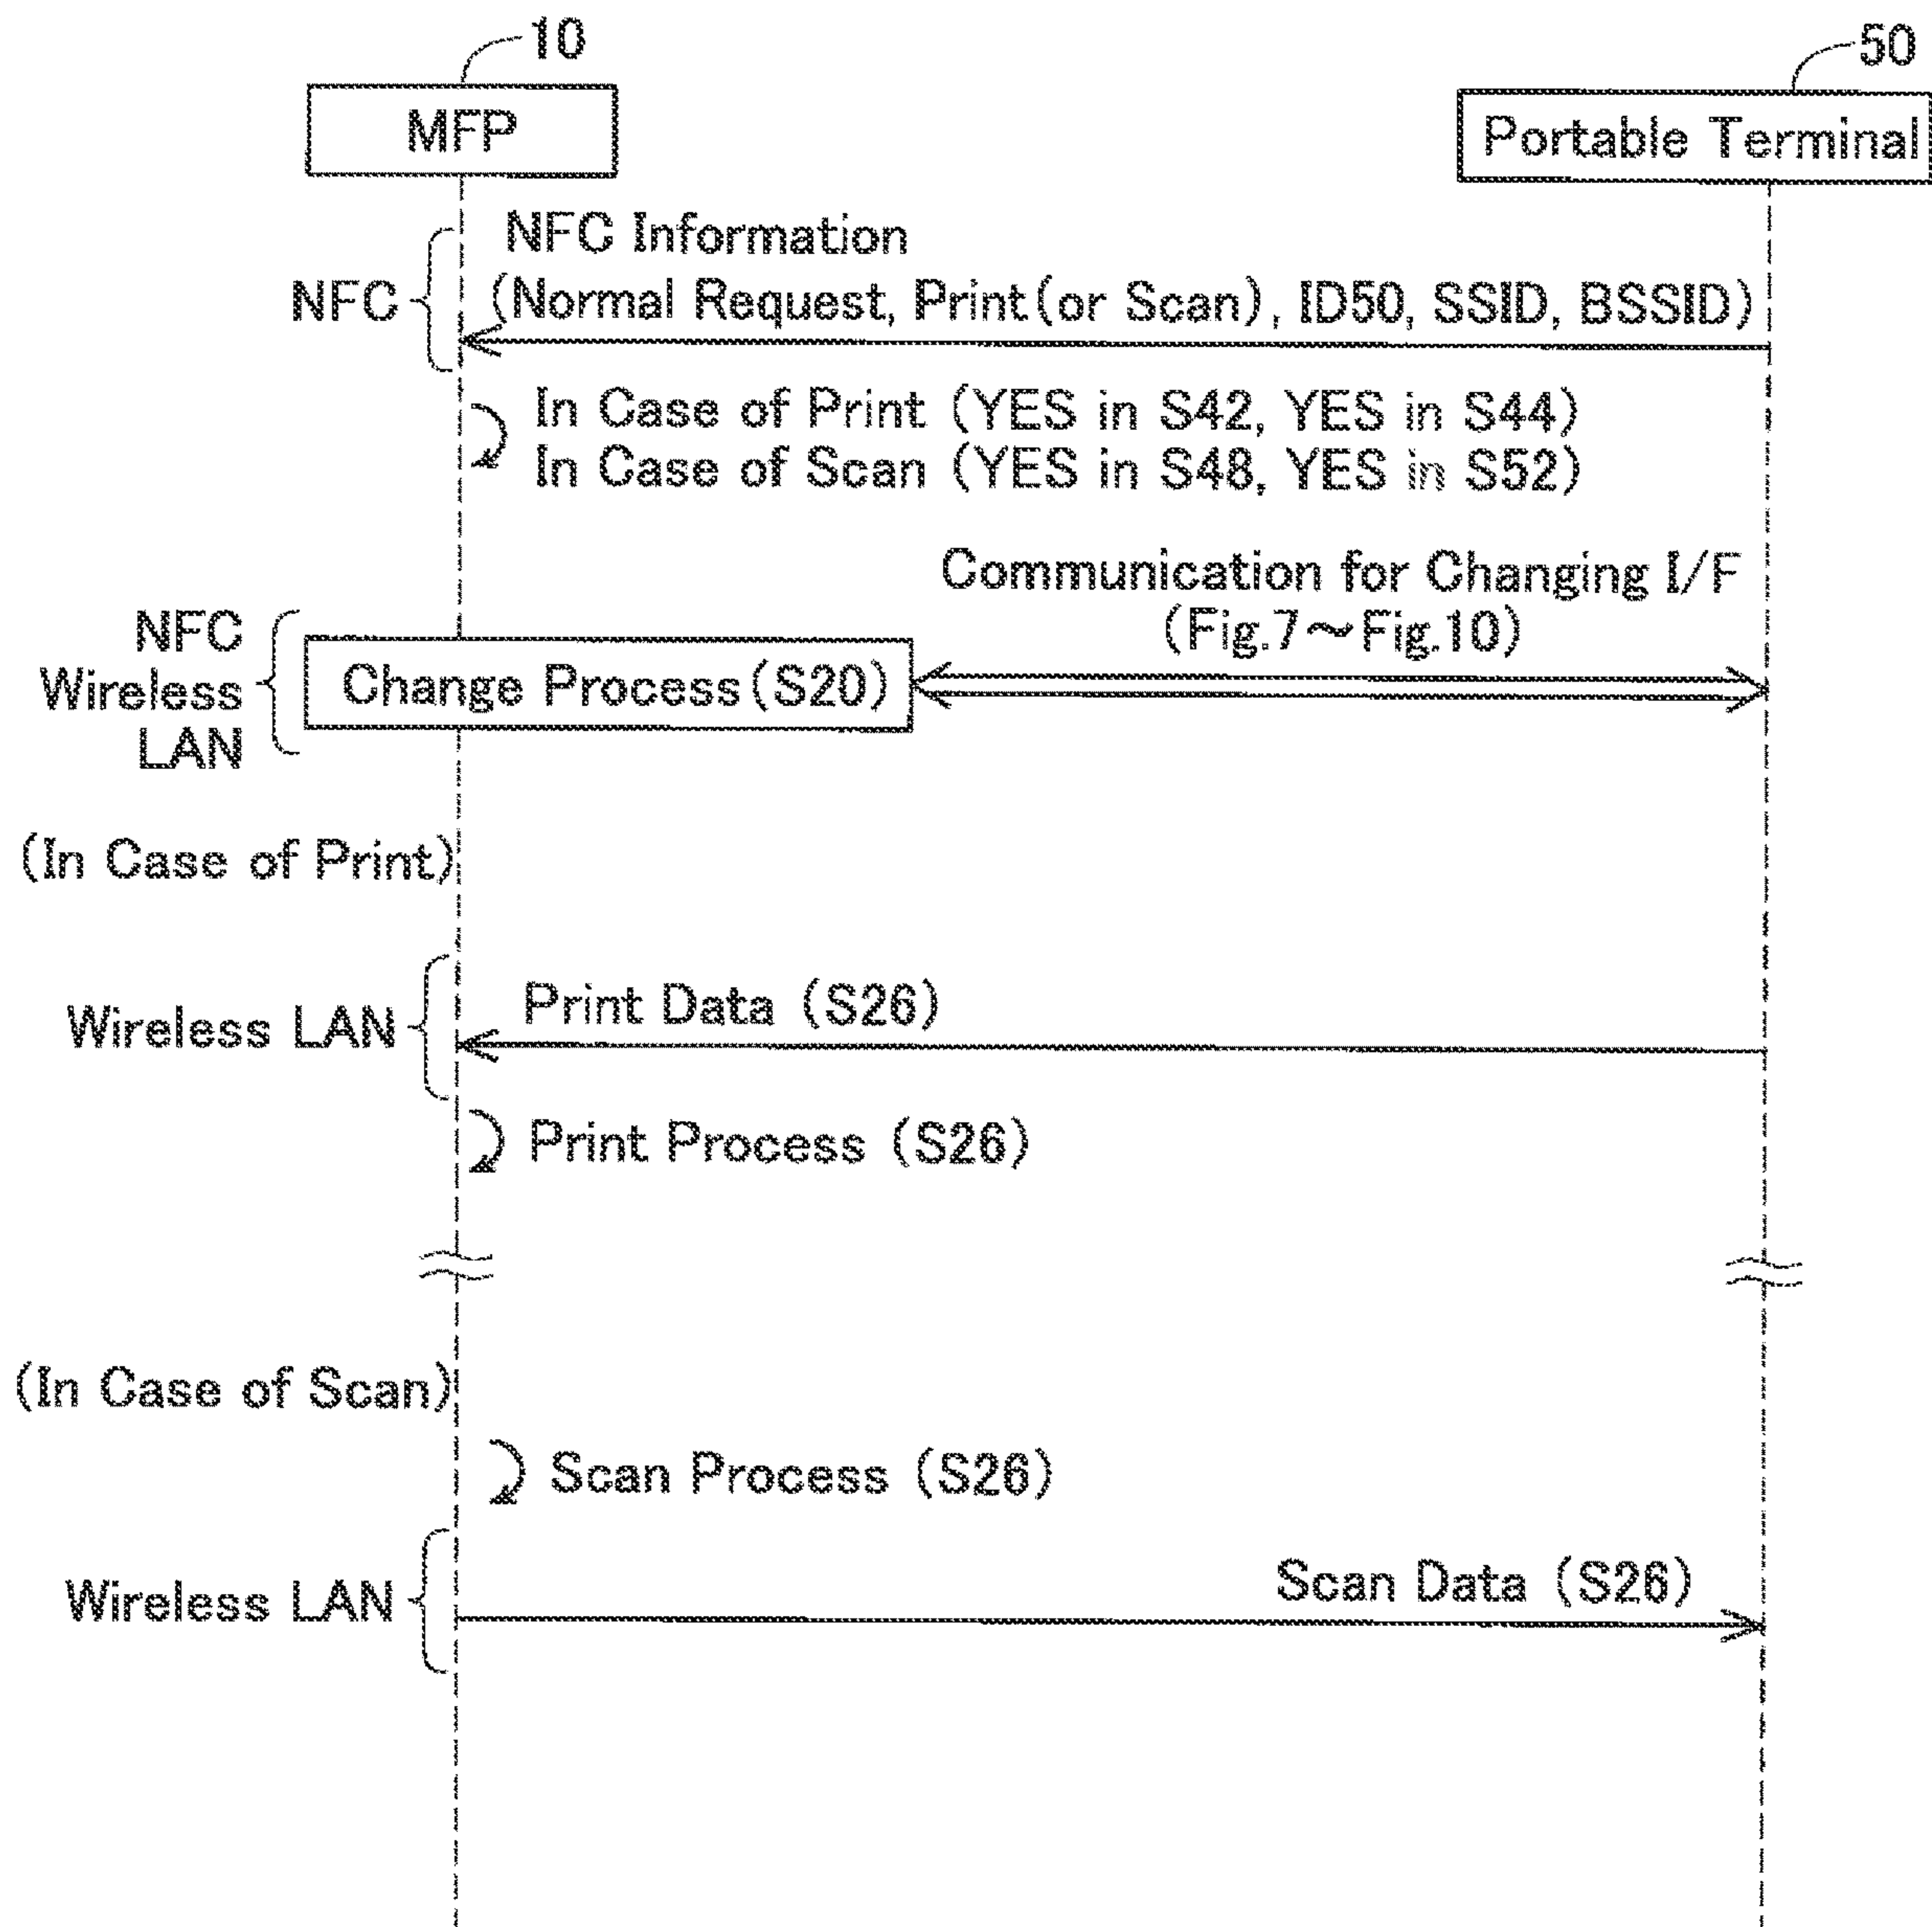 10
50
MFP
Portable Terminal
NFC Information
NFC
(Normal Request, Print(or Scan), ID50, SSID, BSSID)
In Case of Print (YES in S42, YES in S44)
In Case of Scan (YES in S48, YES in S52)
Communication for Changing I/F
(Fig.7~Fig.10)
NFC
Wireless
LAN
Change Process(S20)
(In Case of Print)
Print Data (S26)
Wireless LAN
Print Process (S26)
(In Case of Scan)
Scan Process (S26)
Scan Data (S26)
Wireless LAN